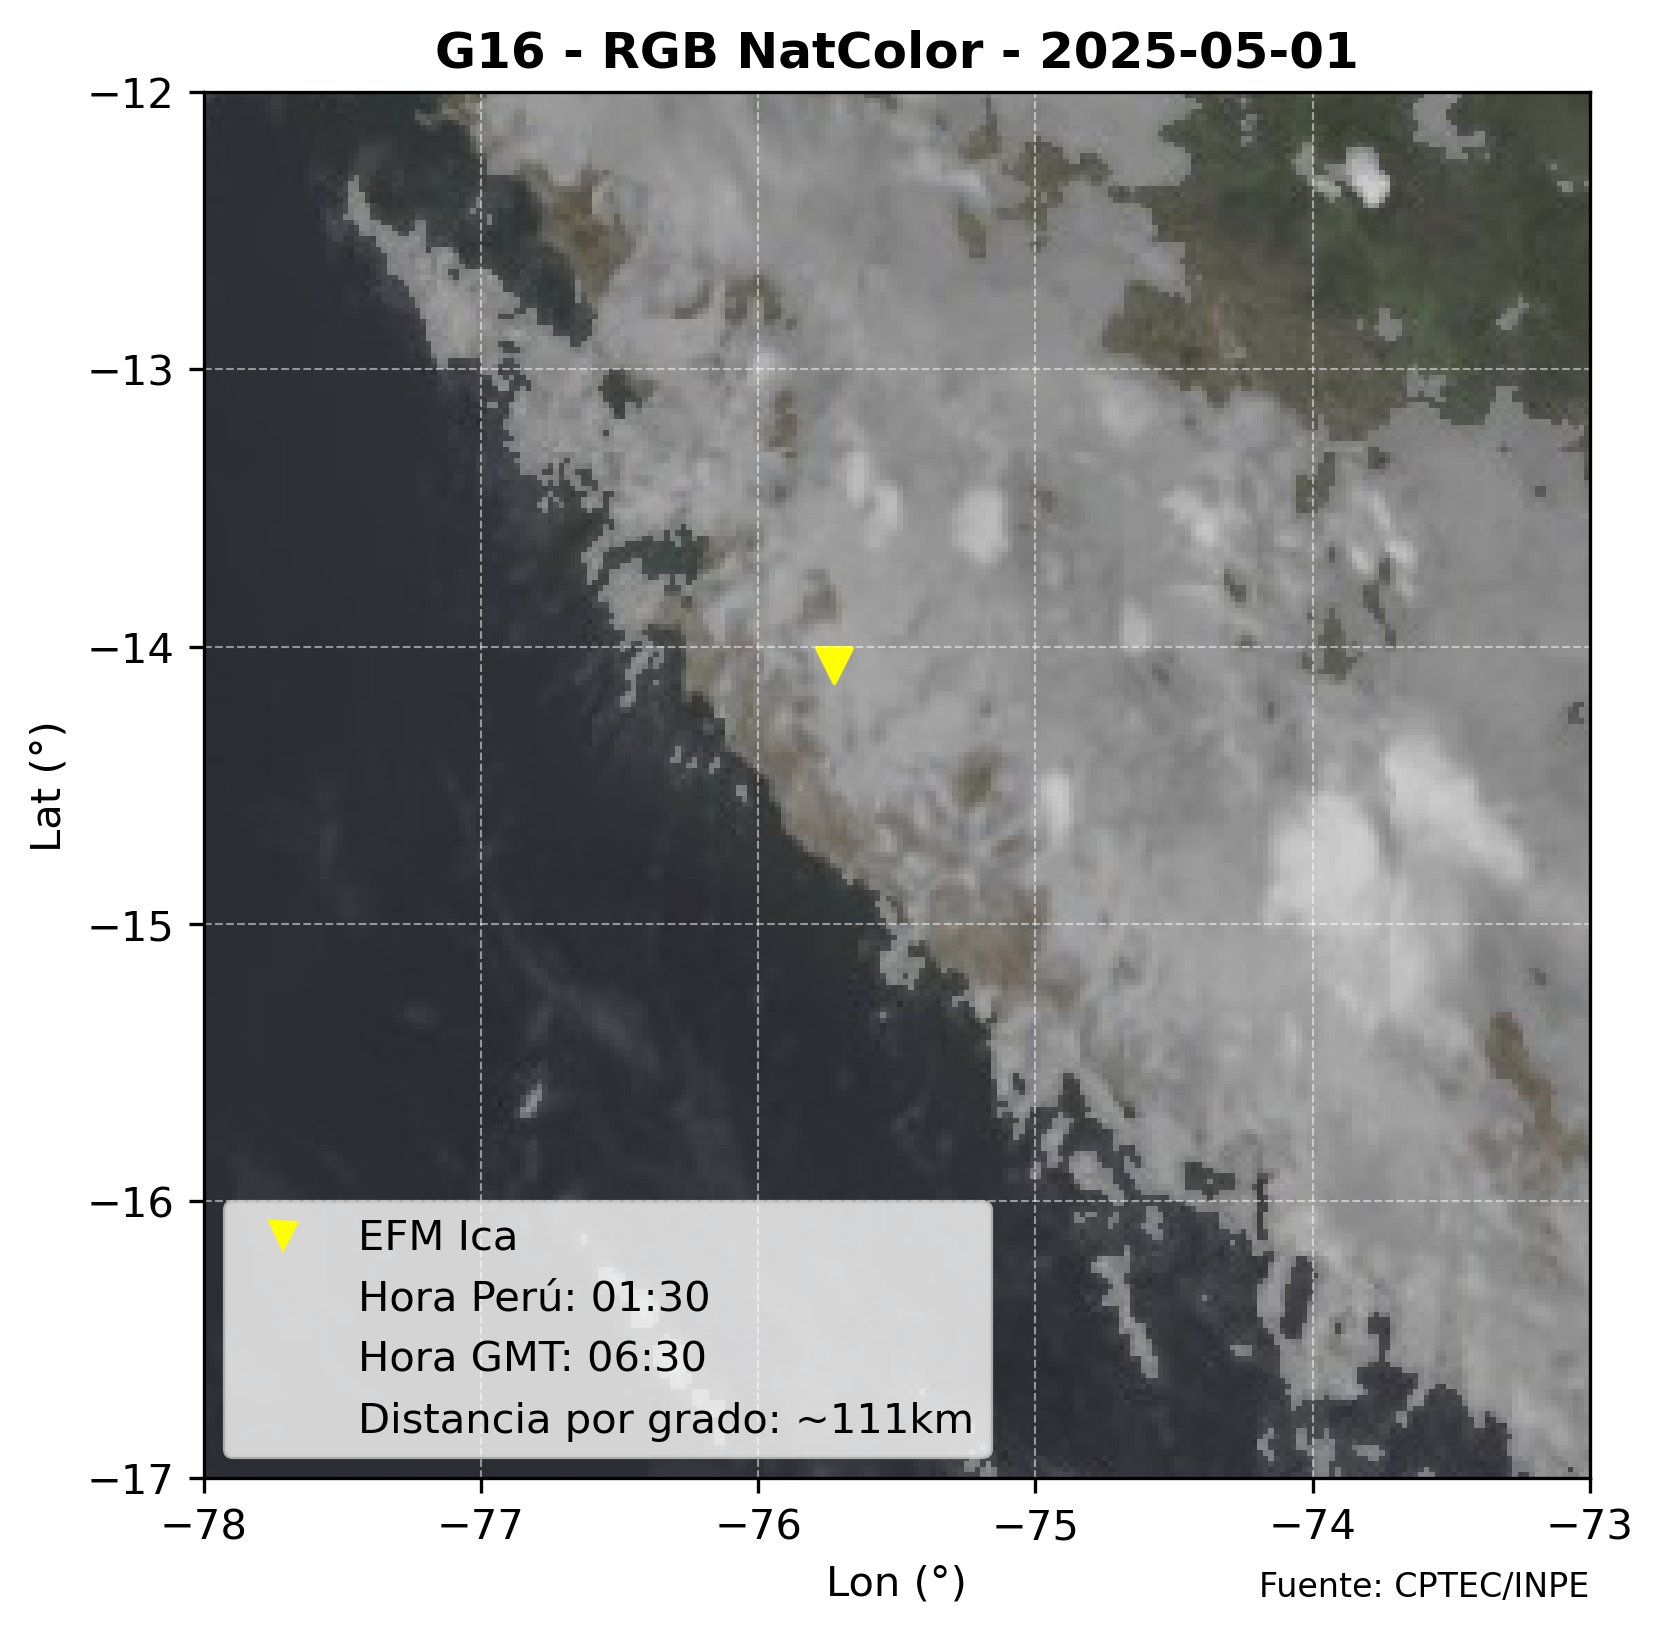 G16 - RGB NatColor - 2025-05-01
−12
−13
−14
−15
−16
−17
Lat (°)
EFM Ica
Hora Perú: 01:30
Hora GMT: 06:30
Distancia por grado: ~111km
−78 −77 −76 −75 −74 −73
Lon (°)
Fuente: CPTEC/INPE